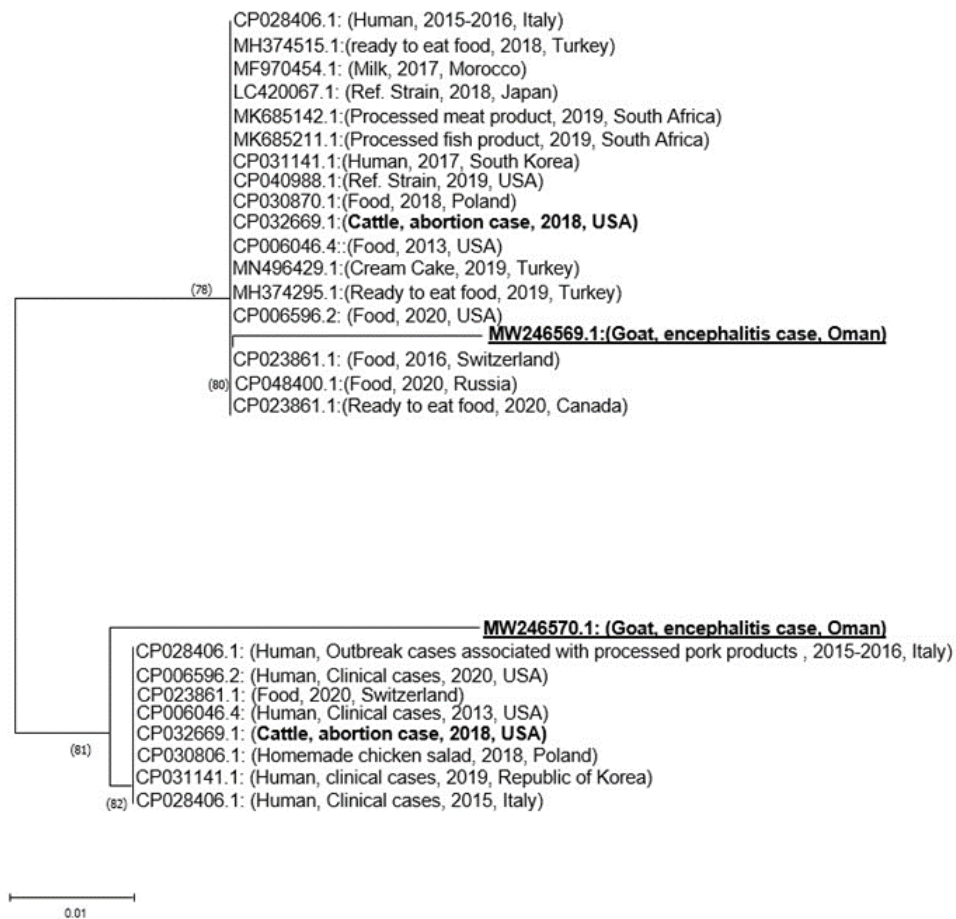 CP028406.1: (Human, 2015-2016, Italy)
MH374515.1:(ready to eat food, 2018, Turkey)
MF970454.1: (Milk, 2017, Morocco)
LC420067.1: (Ref. Strain, 2018, Japan)
MK685142.1:(Processed meat product, 2019, South Africa)
MK685211.1:(Processed fish product, 2019, South Africa)
CP031141.1:(Human, 2017, South Korea)
CP040988.1:(Ref. Strain, 2019, USA)
CP030870.1:(Food, 2018, Poland)
CP032669.1:(Cattle, abortion case, 2018, USA)
CP006046.4::(Food, 2013, USA)
MN496429.1:(Cream Cake, 2019, Turkey)
(78)
MH374295.1:(Ready to eat food, 2019, Turkey)
CP006596.2: (Food, 2020, USA)
MW246569.1:(Goat, encephalitis case, Oman)
CP023861.1: (Food, 2016, Switzerland)
(80)
CP048400.1:(Food, 2020, Russia)
CP023861.1:(Ready to eat food, 2020, Canada)
MW246570.1: (Goat, encephalitis case, Oman)
CP028406.1: (Human, Outbreak cases associated with processed pork products , 2015-2016, Italy)
CP006596.2: (Human, Clinical cases, 2020, USA)
CP023861.1: (Food, 2020, Switzerland)
CP006046.4: (Human, Clinical cases, 2013, USA)
CP032669.1: (Cattle, abortion case, 2018, USA)
(81)
CP030806.1: (Homemade chicken salad, 2018, Poland)
CP031141.1: (Human, clinical cases, 2019, Republic of Korea)
(82)
CP028406.1: (Human, Clinical cases, 2015, Italy)
0.01